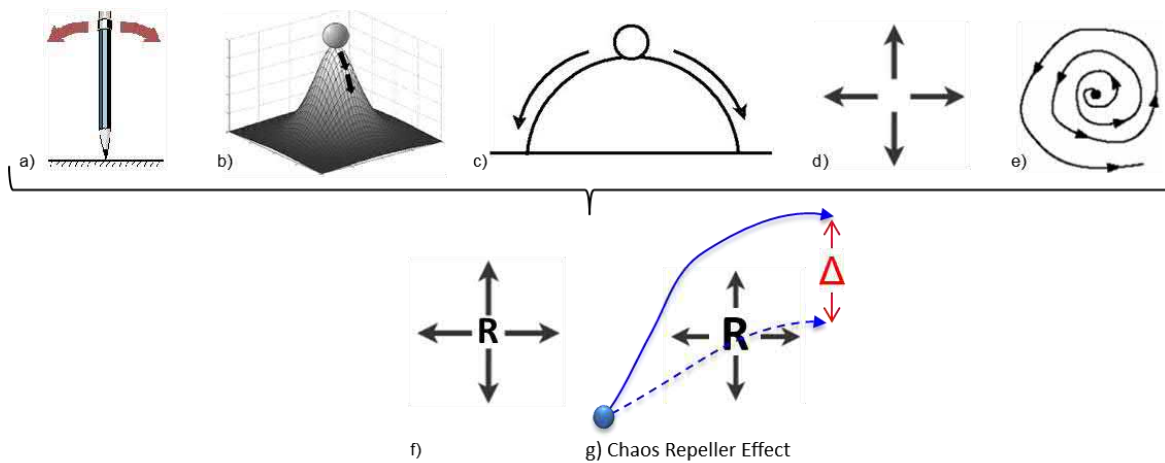 a)
b)
c)
d)
e)
R
R
Δ
f)
g) Chaos Repeller Effect